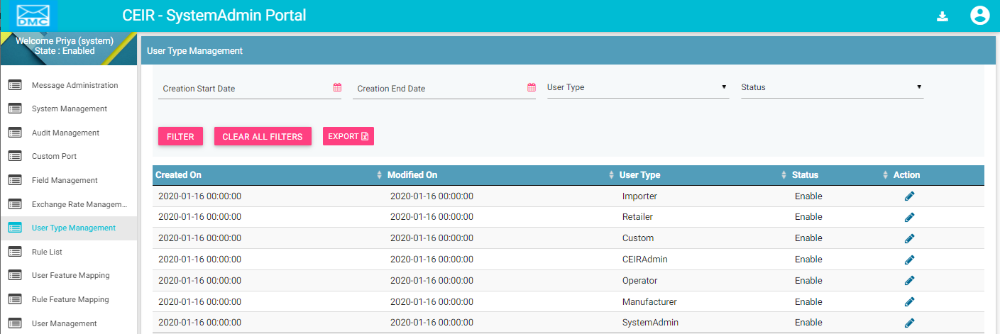 DMC
CEIR - SystemAdmin Portal
Welcome Priya (system)
State : Enabled
Message Administration
System Management
Audit Management
Custom Port
Field Management
Exchange Rate Managem...
User Type Management
Rule List
User Feature Mapping
Rule Feature Mapping
User Management
User Type Management
Creation Start Date Creation End Date User Type Status
FILTER CLEAR ALL FILTERS EXPORT
Created On Modified On User Type Status Action
2020-01-16 00:00:00 2020-01-16 00:00:00 Importer Enable
2020-01-16 00:00:00 2020-01-16 00:00:00 Retailer Enable
2020-01-16 00:00:00 2020-01-16 00:00:00 Custom Enable
2020-01-16 00:00:00 2020-01-16 00:00:00 CEIRAdmin Enable
2020-01-16 00:00:00 2020-01-16 00:00:00 Operator Enable
2020-01-16 00:00:00 2020-01-16 00:00:00 Manufacturer Enable
2020-01-16 00:00:00 2020-01-16 00:00:00 SystemAdmin Enable